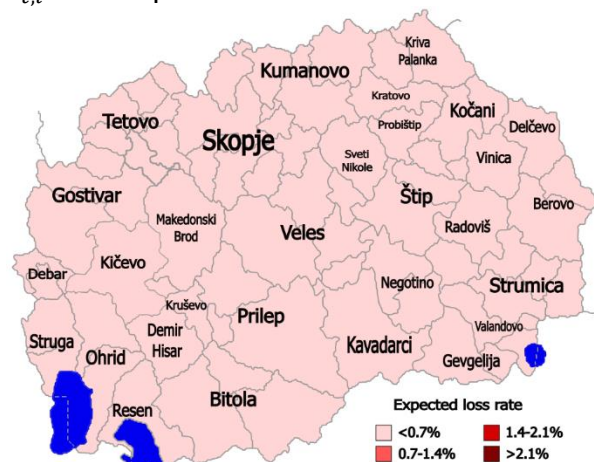 Kriva
Palanka
Kumanovo
Kratovo
Tetovo
Kočani
Probištip
Delčevo
Skopje
Sveti
Nikole
Vinica
Gostivar
Štip
Berovo
Makedonski
Brod
Radoviš
Veles
Kičevo
Debar
Negotino
Strumica
Kruševo
Prilep
Struga
Demir
Hisar
Valandovo
Kavadarci
Ohrid
Gevgelija
Resen
Bitola
Expected loss rate
<0.7% 1.4-2.1%
0.7-1.4% >2.1%